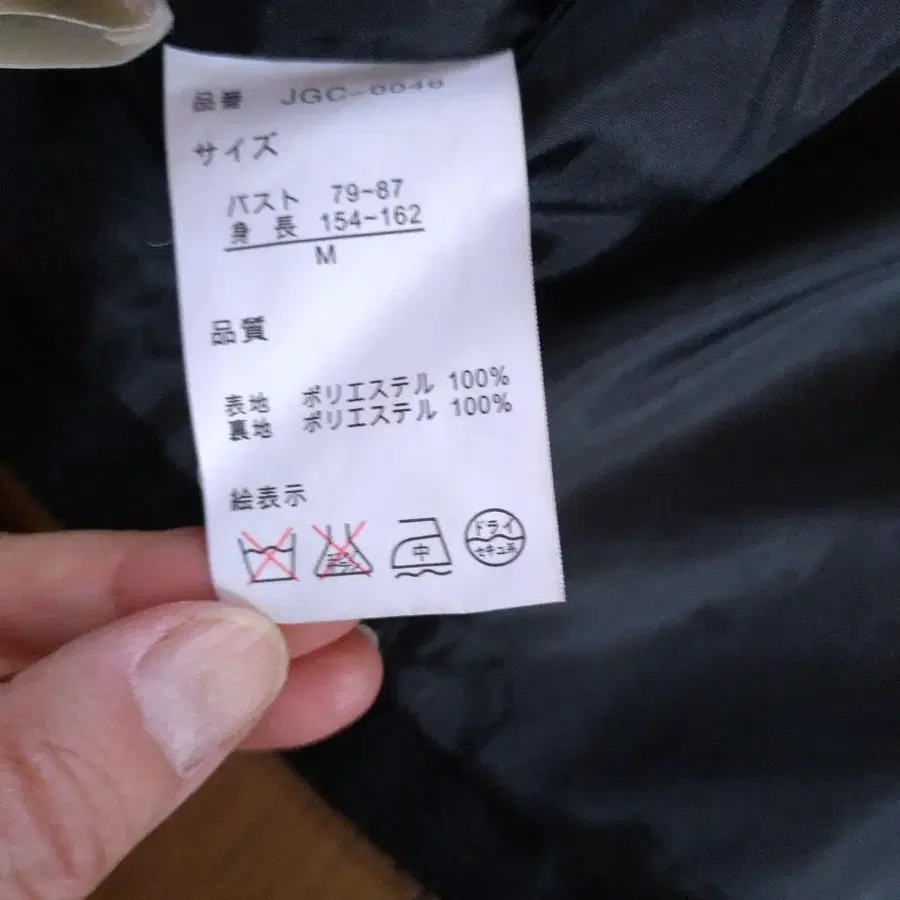 品番 JGC-0048
サイズ
バスト 79~87
身長 154~162
M
品質
表地 ポリエステル 100%
裏地 ポリエステル 100%
絵表示
中
ドライ
セキユ系